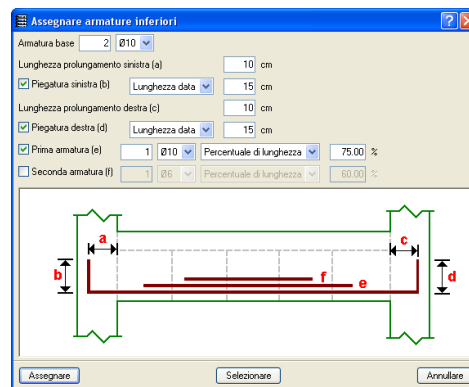 Assegnare armature inferiori
Armatura base 2 Ø10
Lunghezza prolungamento sinistra (a) 10 cm
Piegatura sinistra (b) Lunghezza data 15 cm
Lunghezza prolungamento destra (c) 10 cm
Piegatura destra (d) Lunghezza data 15 cm
Prima armatura (e) 1 Ø10 Percentuale di lunghezza 75.00 %
Seconda armatura (f) 1 Ø6 Percentuale di lunghezza 60.00 %
a c
b f d
e
Assegnare Selezionare Annullare